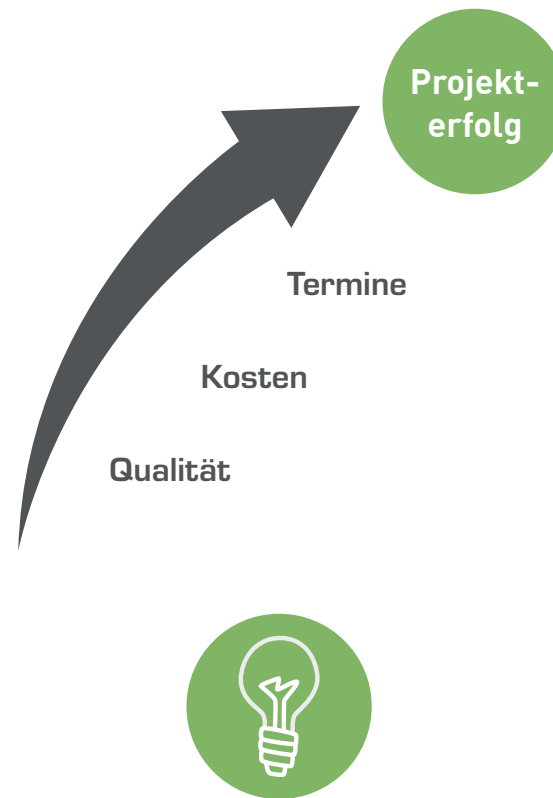 Projekt-
erfolg
Termine
Kosten
Qualität